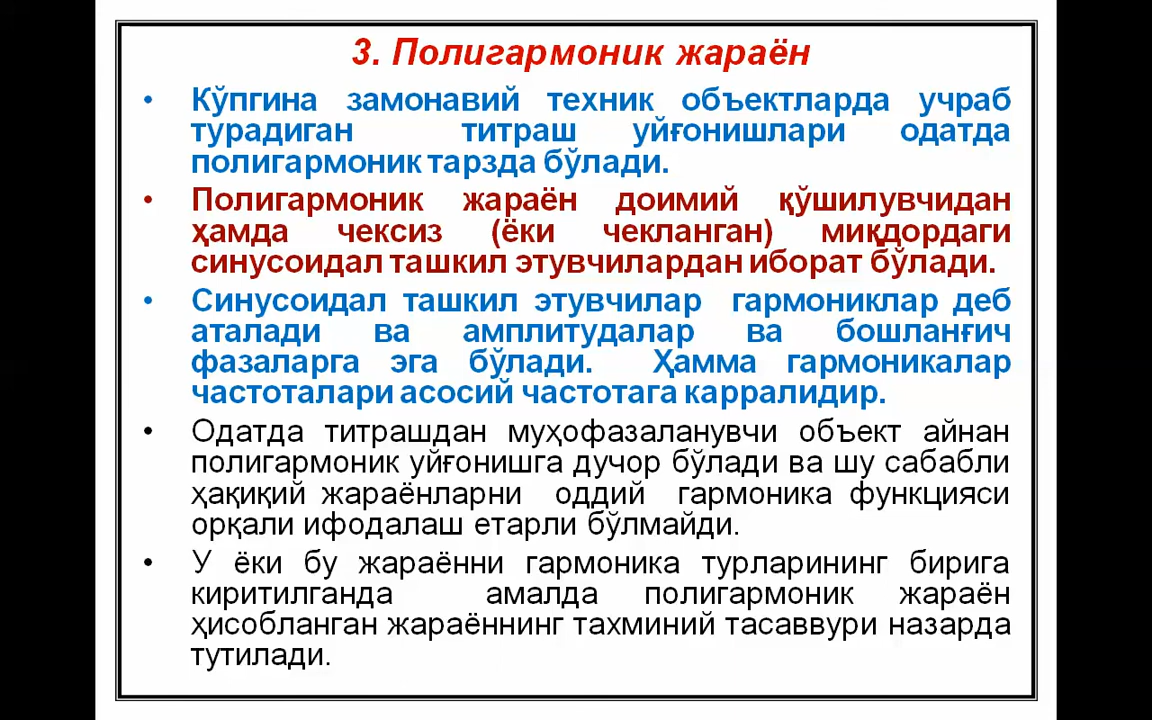 3. Полигармоник жараён
• Кўпгина замонавий техник объектларда учраб
турадиган титраш уйғонишлари одатда
полигармоник тарзда бўлади.
• Полигармоник жараён доимий қўшилувчидан
ҳамда чексиз (ёки чекланган) миқдордаги
синусоидал ташкил этувчилардан иборат бўлади.
• Синусоидал ташкил этувчилар гармониклар деб
аталади ва амплитудалар ва бошланғич
фазаларга эга бўлади. Ҳамма гармоникалар
частоталари асосий частотага карралидир.
• Одатда титрашдан муҳофазаланувчи объект айнан
полигармоник уйғонишга дучор бўлади ва шу сабабли
ҳақиқий жараёнларни оддий гармоника функцияси
орқали ифодалаш етарли бўлмайди.
• У ёки бу жараённи гармоника турларининг бирига
киритилганда амалда полигармоник жараён
ҳисобланган жараённинг тахминий тасаввури назарда
тутилади.